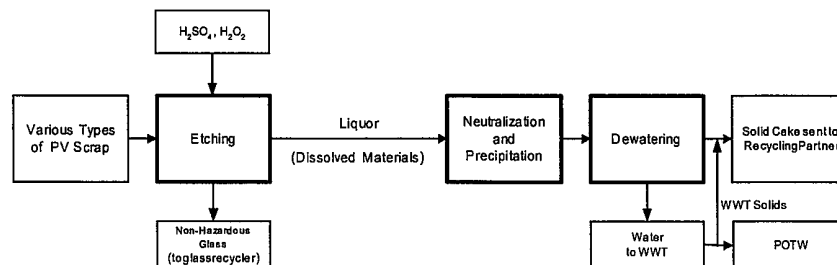 H₂SO₄, H₂O₂
Various Types
of PV Scrap
Etching
Liquor
(Dissolved Materials)
Neutralization
and
Precipitation
Dewatering
Solid Cake sent to
RecyclingPartner
Non-Hazardous
Glass
(toglassrecycler)
WWT Solids
Water
to WWT
POTW